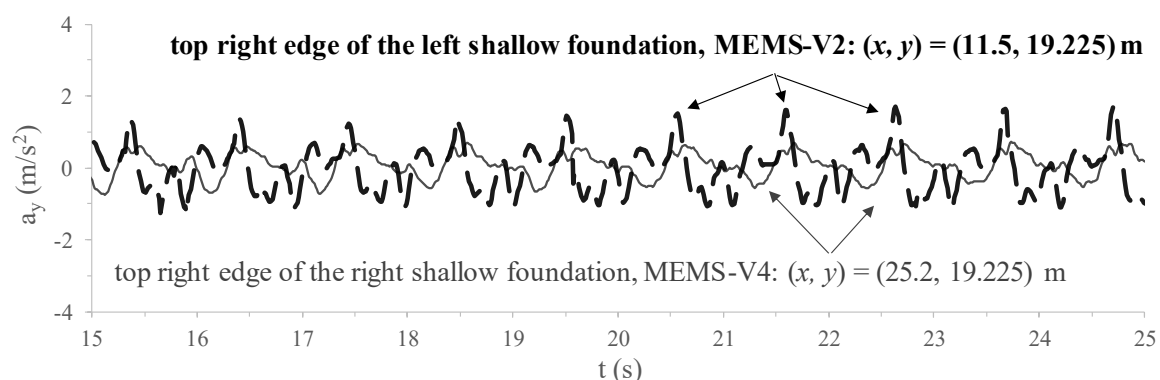 4
top right edge of the left shallow foundation, MEMS-V2: (x, y) = (11.5, 19.225) m
2
a_y (m/s²)
0
-2
top right edge of the right shallow foundation, MEMS-V4: (x, y) = (25.2, 19.225) m
-4
15 16 17 18 19 20 21 22 23 24 25
t (s)